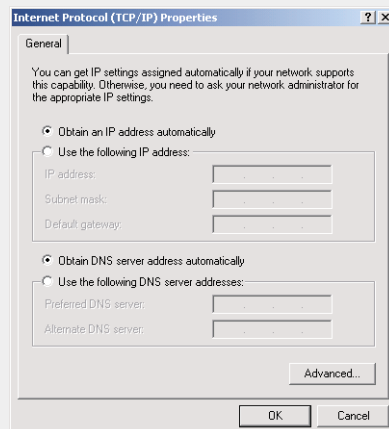 Internet Protocol (TCP/IP) Properties
General
You can get IP settings assigned automatically if your network supports
this capability. Otherwise, you need to ask your network administrator for
the appropriate IP settings.
Obtain an IP address automatically
Use the following IP address:
IP address:
Subnet mask:
Default gateway:
Obtain DNS server address automatically
Use the following DNS server addresses:
Preferred DNS server:
Alternate DNS server:
Advanced...
OK
Cancel